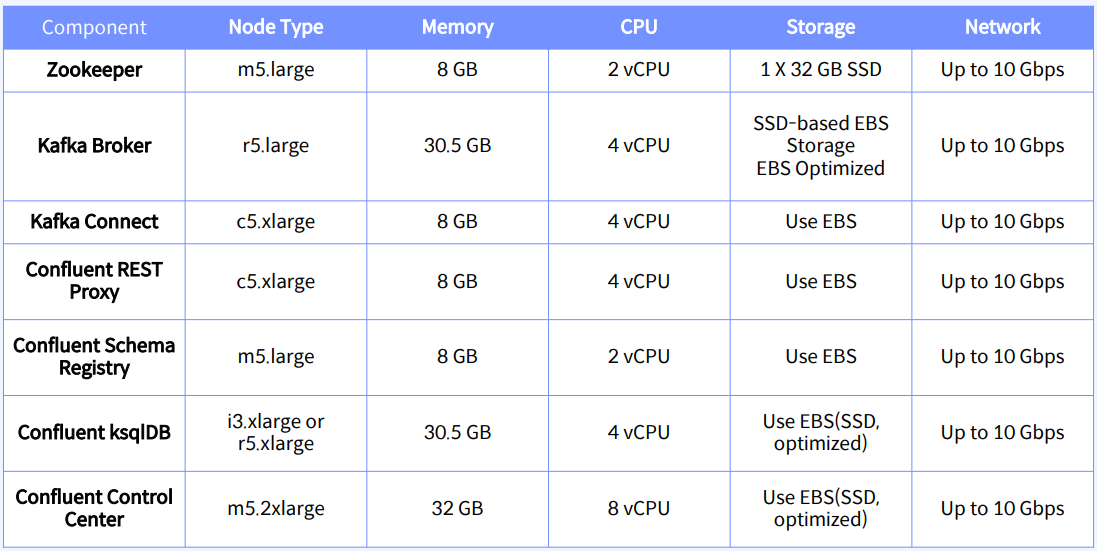 Component Node Type Memory CPU Storage Network
Zookeeper m5.large 8 GB 2 vCPU 1 X 32 GB SSD Up to 10 Gbps
Kafka Broker r5.large 30.5 GB 4 vCPU SSD-based EBS
Storage
EBS Optimized Up to 10 Gbps
Kafka Connect c5.xlarge 8 GB 4 vCPU Use EBS Up to 10 Gbps
Confluent REST
Proxy c5.xlarge 8 GB 4 vCPU Use EBS Up to 10 Gbps
Confluent Schema
Registry m5.large 8 GB 2 vCPU Use EBS Up to 10 Gbps
Confluent ksqlDB i3.xlarge or
r5.xlarge 30.5 GB 4 vCPU Use EBS(SSD,
optimized) Up to 10 Gbps
Confluent Control
Center m5.2xlarge 32 GB 8 vCPU Use EBS(SSD,
optimized) Up to 10 Gbps